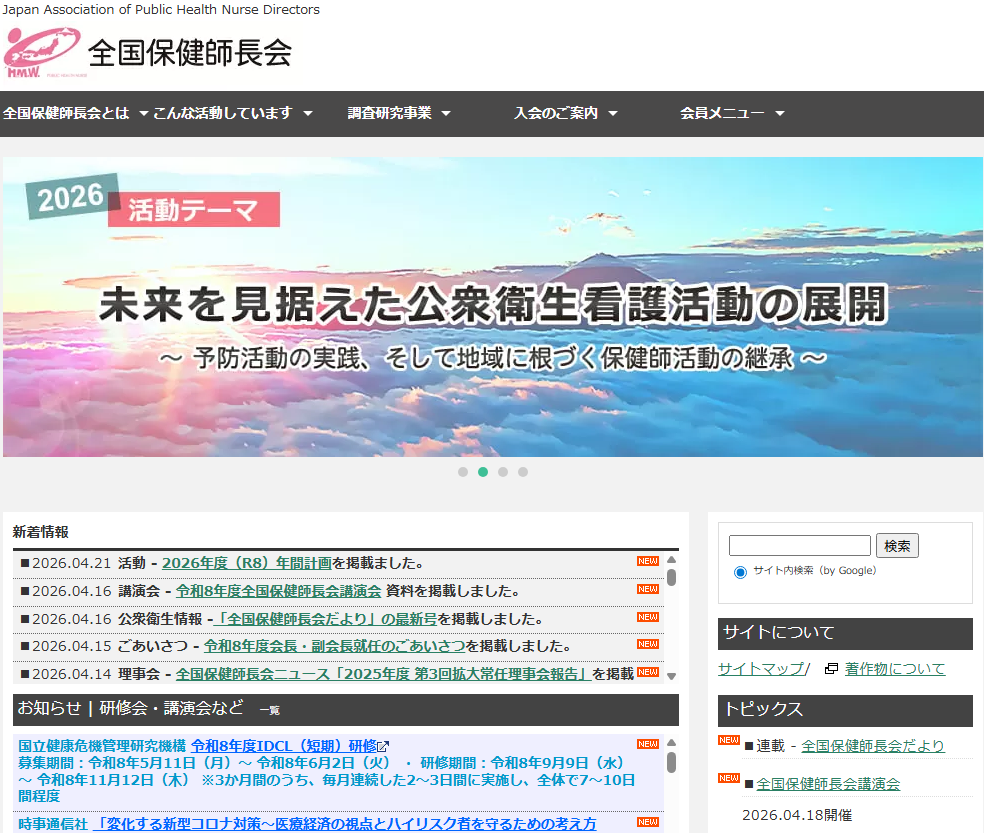 Japan Association of Public Health Nurse Directors
H.M.W.
全国保健師長会
全国保健師長会とは こんな活動しています 調査研究事業 入会のご案内 会員メニュー
2026
活動テーマ
未来を見据えた公衆衛生看護活動の展開
～ 予防活動の実践、そして地域に根づく保健師活動の継承 ～
新着情報
■2026.04.21 活動 - 2026年度（R8）年間計画を掲載ました。 NEW
■2026.04.16 講演会 - 令和8年度全国保健師長会講演会 資料を掲載しました。 NEW
■2026.04.16 公衆衛生情報 -「全国保健師長会だより」の最新号を掲載しました。 NEW
■2026.04.15 ごあいさつ - 令和8年度会長・副会長就任のごあいさつを掲載しました。 NEW
■2026.04.14 理事会 - 全国保健師長会ニュース「2025年度 第3回拡大常任理事会報告」を掲載 NEW
お知らせ | 研修会・講演会など 一覧
国立健康危機管理研究機構 令和8年度IDCL（短期）研修 NEW
募集期間：令和8年5月11日（月）～ 令和8年6月2日（火） ・ 研修期間：令和8年9月9日（水）
～ 令和8年11月12日（木） ※3か月間のうち、毎月連続した2～3日間に実施し、全体で7～10日
間程度
時事通信社 「変化する新型コロナ対策～医療経済の視点とハイリスク者を守るための考え方 NEW
検索
サイト内検索（by Google）
サイトについて
サイトマップ/ 著作物について
トピックス
NEW ■連載 - 全国保健師長会だより
NEW ■全国保健師長会講演会
2026.04.18開催